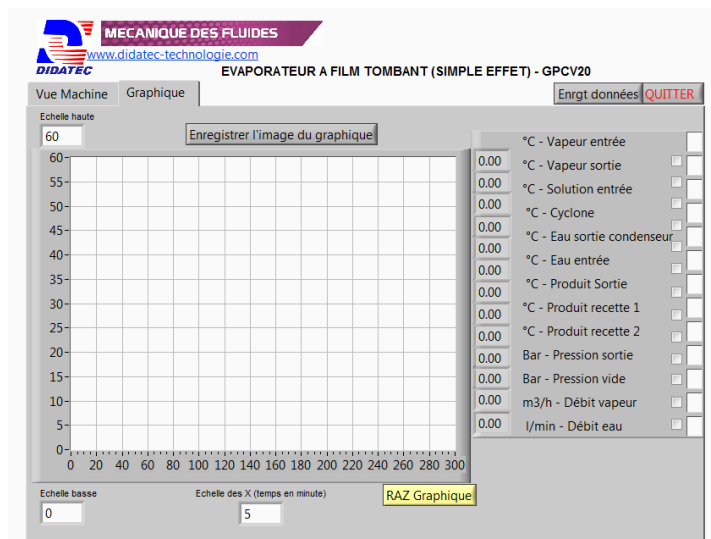 MECANIQUE DES FLUIDES
www.didatec-technologie.com
DIDATEC
EVAPORATEUR A FILM TOMBANT (SIMPLE EFFET) - GPCV20
Vue Machine Graphique Enrgt données QUITTER
Echelle haute
60 Enregistrer l'image du graphique
°C - Vapeur entrée
0.00 °C - Vapeur sortie
0.00 °C - Solution entrée
0.00 °C - Cyclone
0.00 °C - Eau sortie condenseur
0.00 °C - Eau entrée
0.00 °C - Produit Sortie
0.00 °C - Produit recette 1
0.00 °C - Produit recette 2
0.00 Bar - Pression sortie
0.00 Bar - Pression vide
0.00 m3/h - Débit vapeur
0.00 l/min - Débit eau
0.00
60
55
50
45
40
35
30
25
20
15
10
5
0
0 20 40 60 80 100 120 140 160 180 200 220 240 260 280 300
Echelle basse Echelle des X (temps en minute) RAZ Graphique
0 5